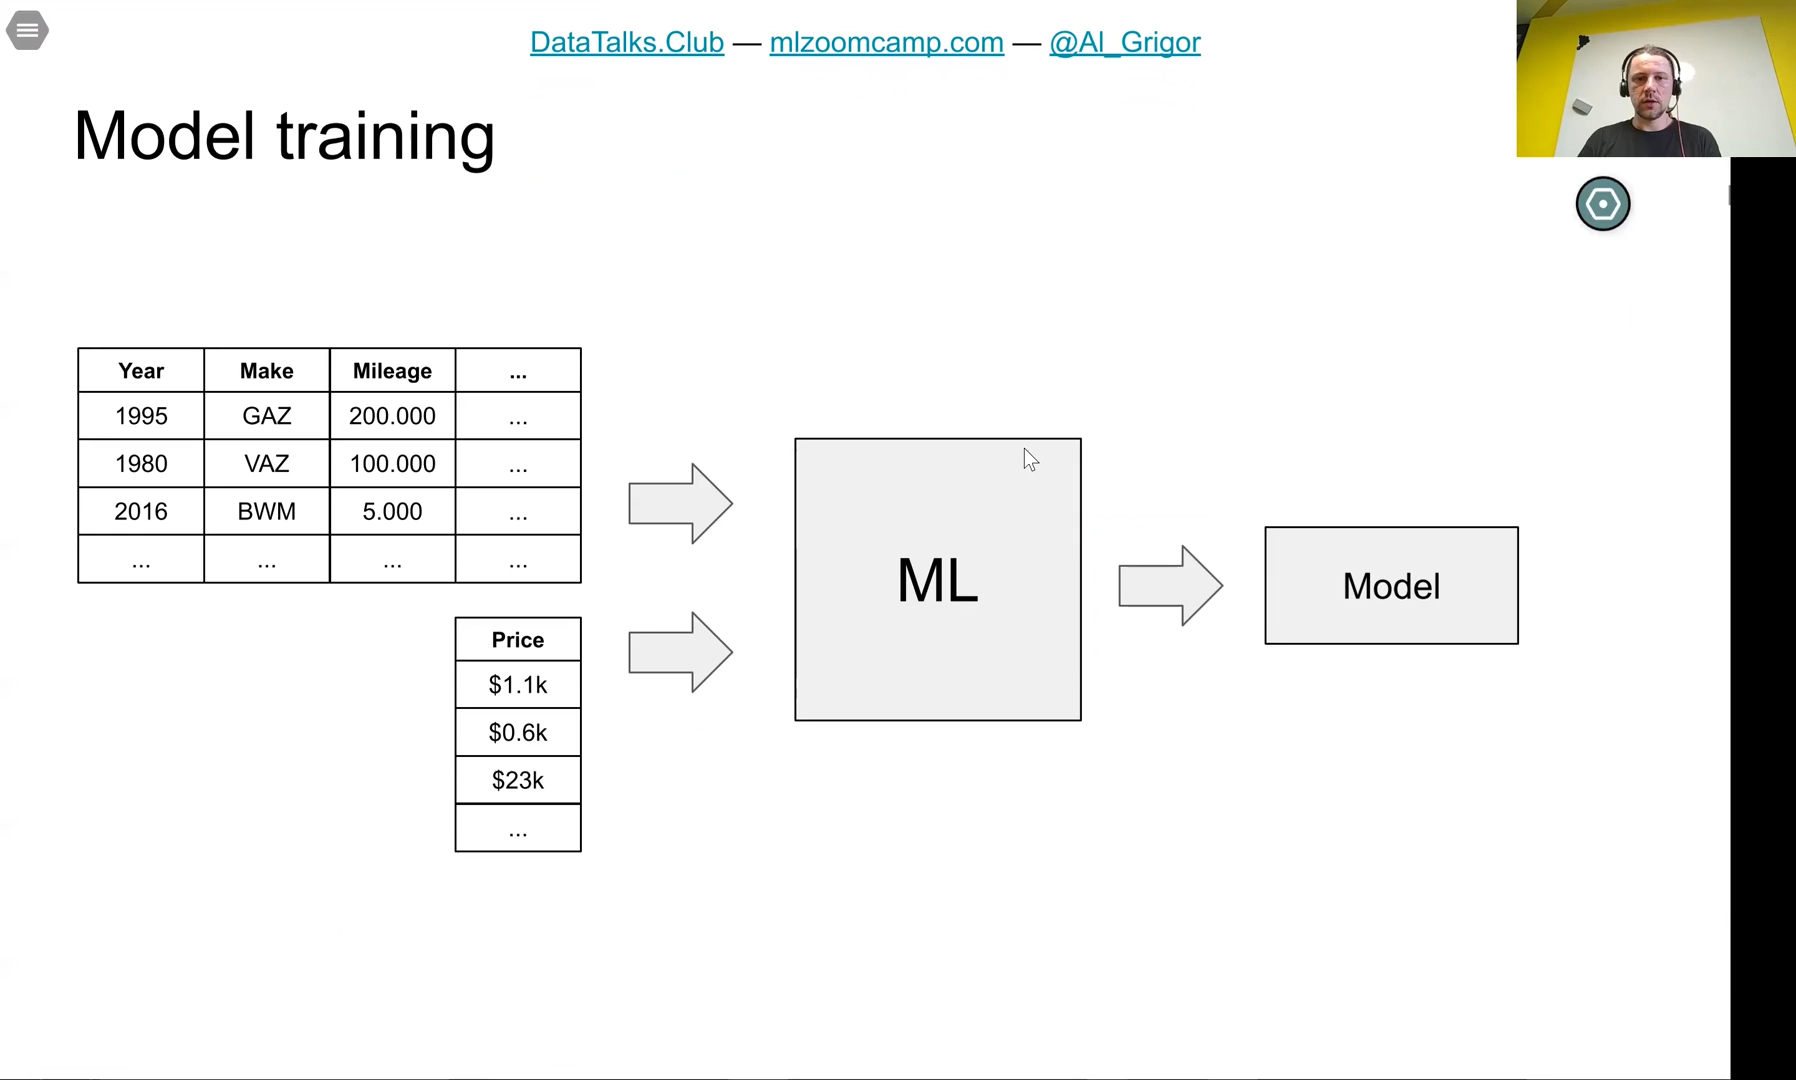 DataTalks.Club — mlzoomcamp.com — @Al_Grigor
Model training
Year Make Mileage ...
1995 GAZ 200.000 ...
1980 VAZ 100.000 ...
2016 BWM 5.000 ...
... ... ... ...
Price
$1.1k
$0.6k
$23k
...
ML
Model